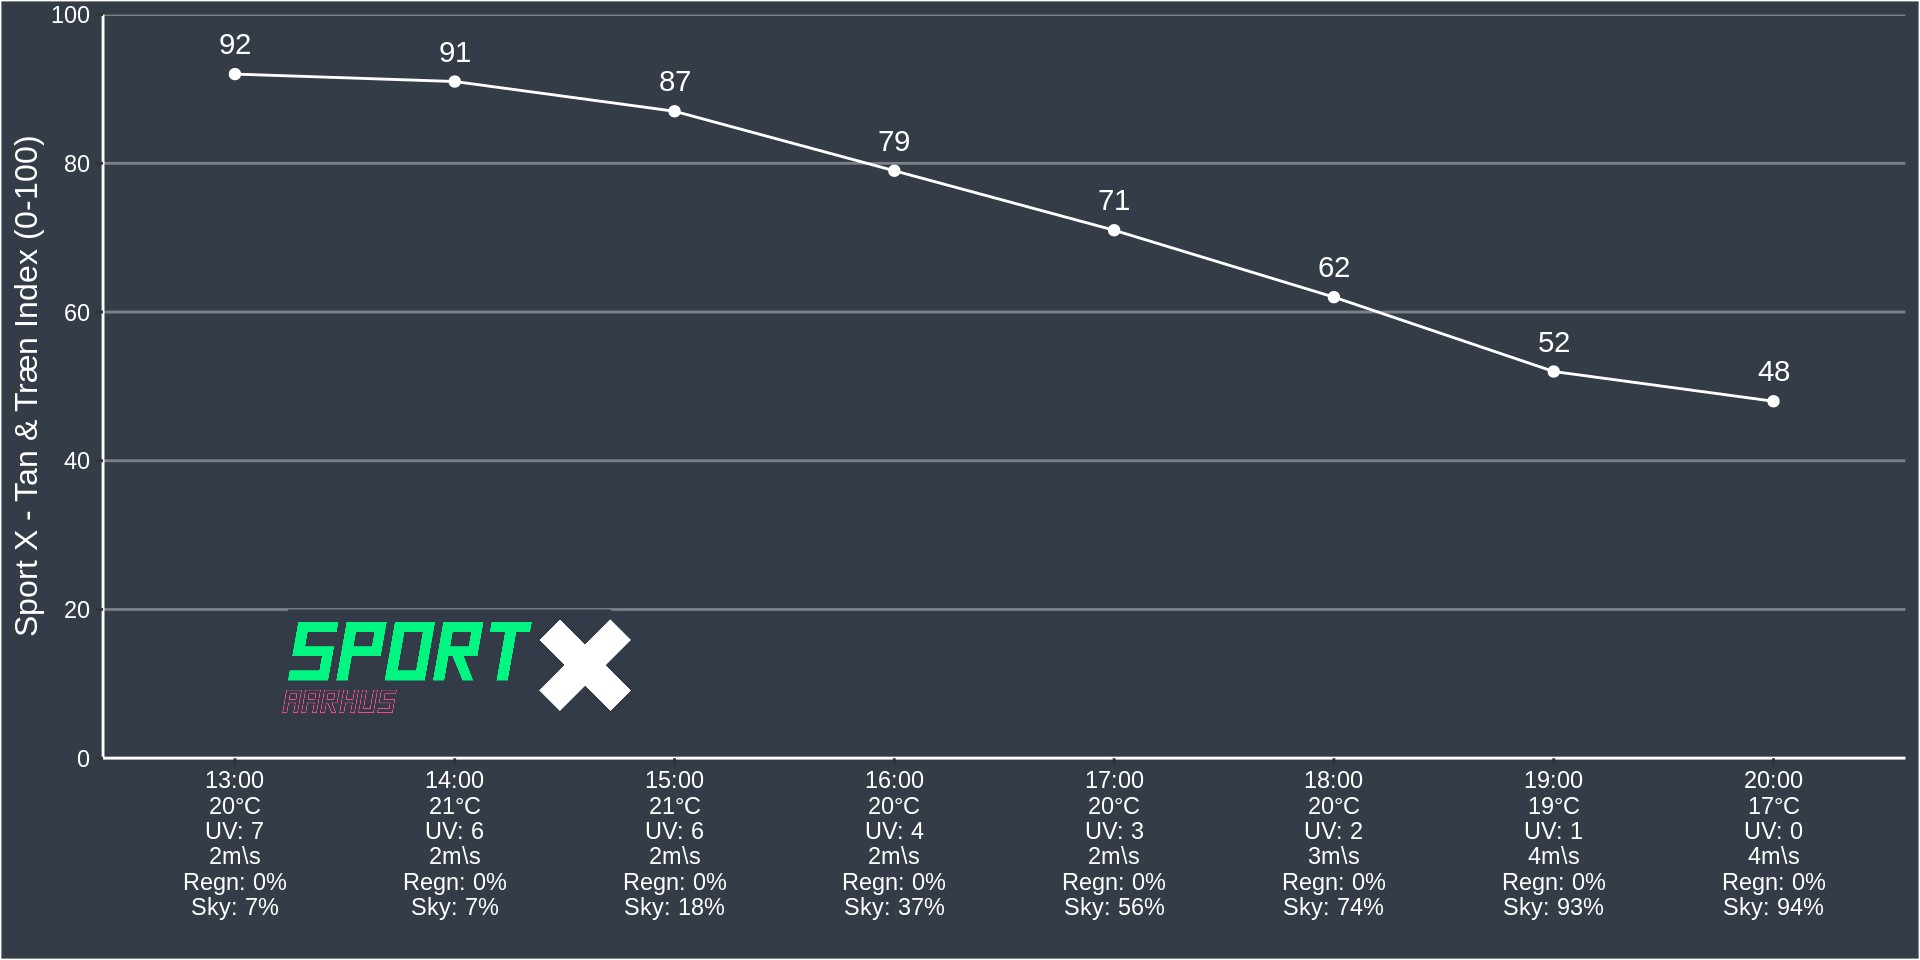 Sport X - Tan & Træn Index (0-100)
100
80
60
40
20
0
92
91
87
79
71
62
52
48
SPORT X
AARHUS
13:00
20°C
UV: 7
2m\s
Regn: 0%
Sky: 7%
14:00
21°C
UV: 6
2m\s
Regn: 0%
Sky: 7%
15:00
21°C
UV: 6
2m\s
Regn: 0%
Sky: 18%
16:00
20°C
UV: 4
2m\s
Regn: 0%
Sky: 37%
17:00
20°C
UV: 3
2m\s
Regn: 0%
Sky: 56%
18:00
20°C
UV: 2
3m\s
Regn: 0%
Sky: 74%
19:00
19°C
UV: 1
4m\s
Regn: 0%
Sky: 93%
20:00
17°C
UV: 0
4m\s
Regn: 0%
Sky: 94%